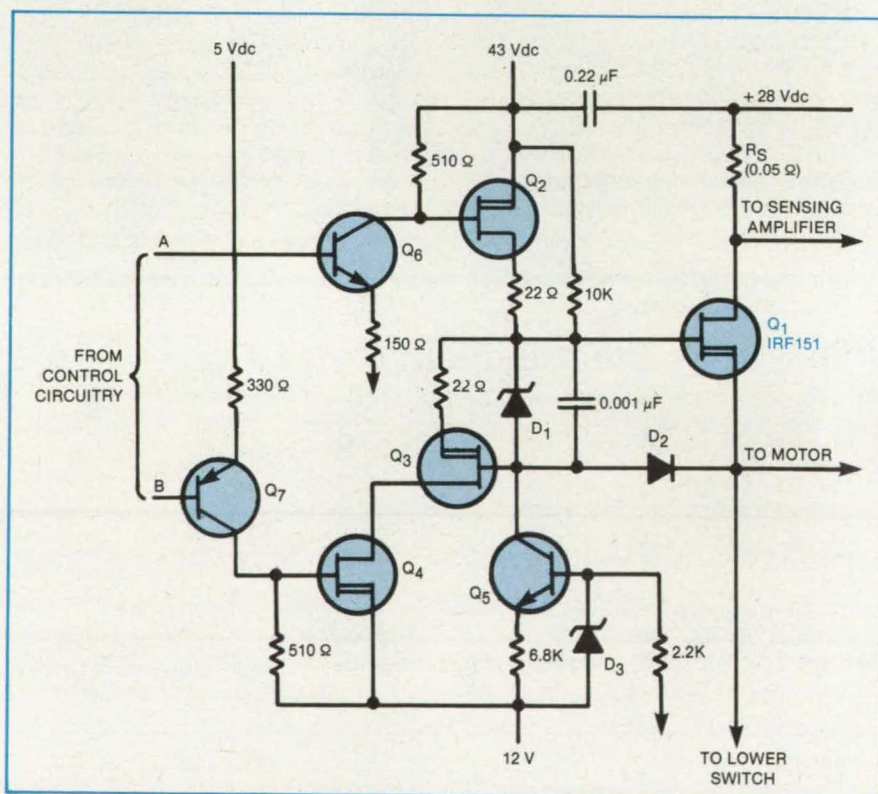 5 Vdc
43 Vdc
0.22 μF
+ 28 Vdc
510 Ω
RS
(0.05 Ω)
Q2
TO SENSING
AMPLIFIER
A
Q6
22 Ω
10K
Q1
IRF151
FROM
CONTROL
CIRCUITRY
150 Ω
330 Ω
22 Ω
0.001 μF
D1
D2
Q3
TO MOTOR
B
Q7
Q4
Q5
510 Ω
6.8K
D3
2.2K
12 V
TO LOWER
SWITCH